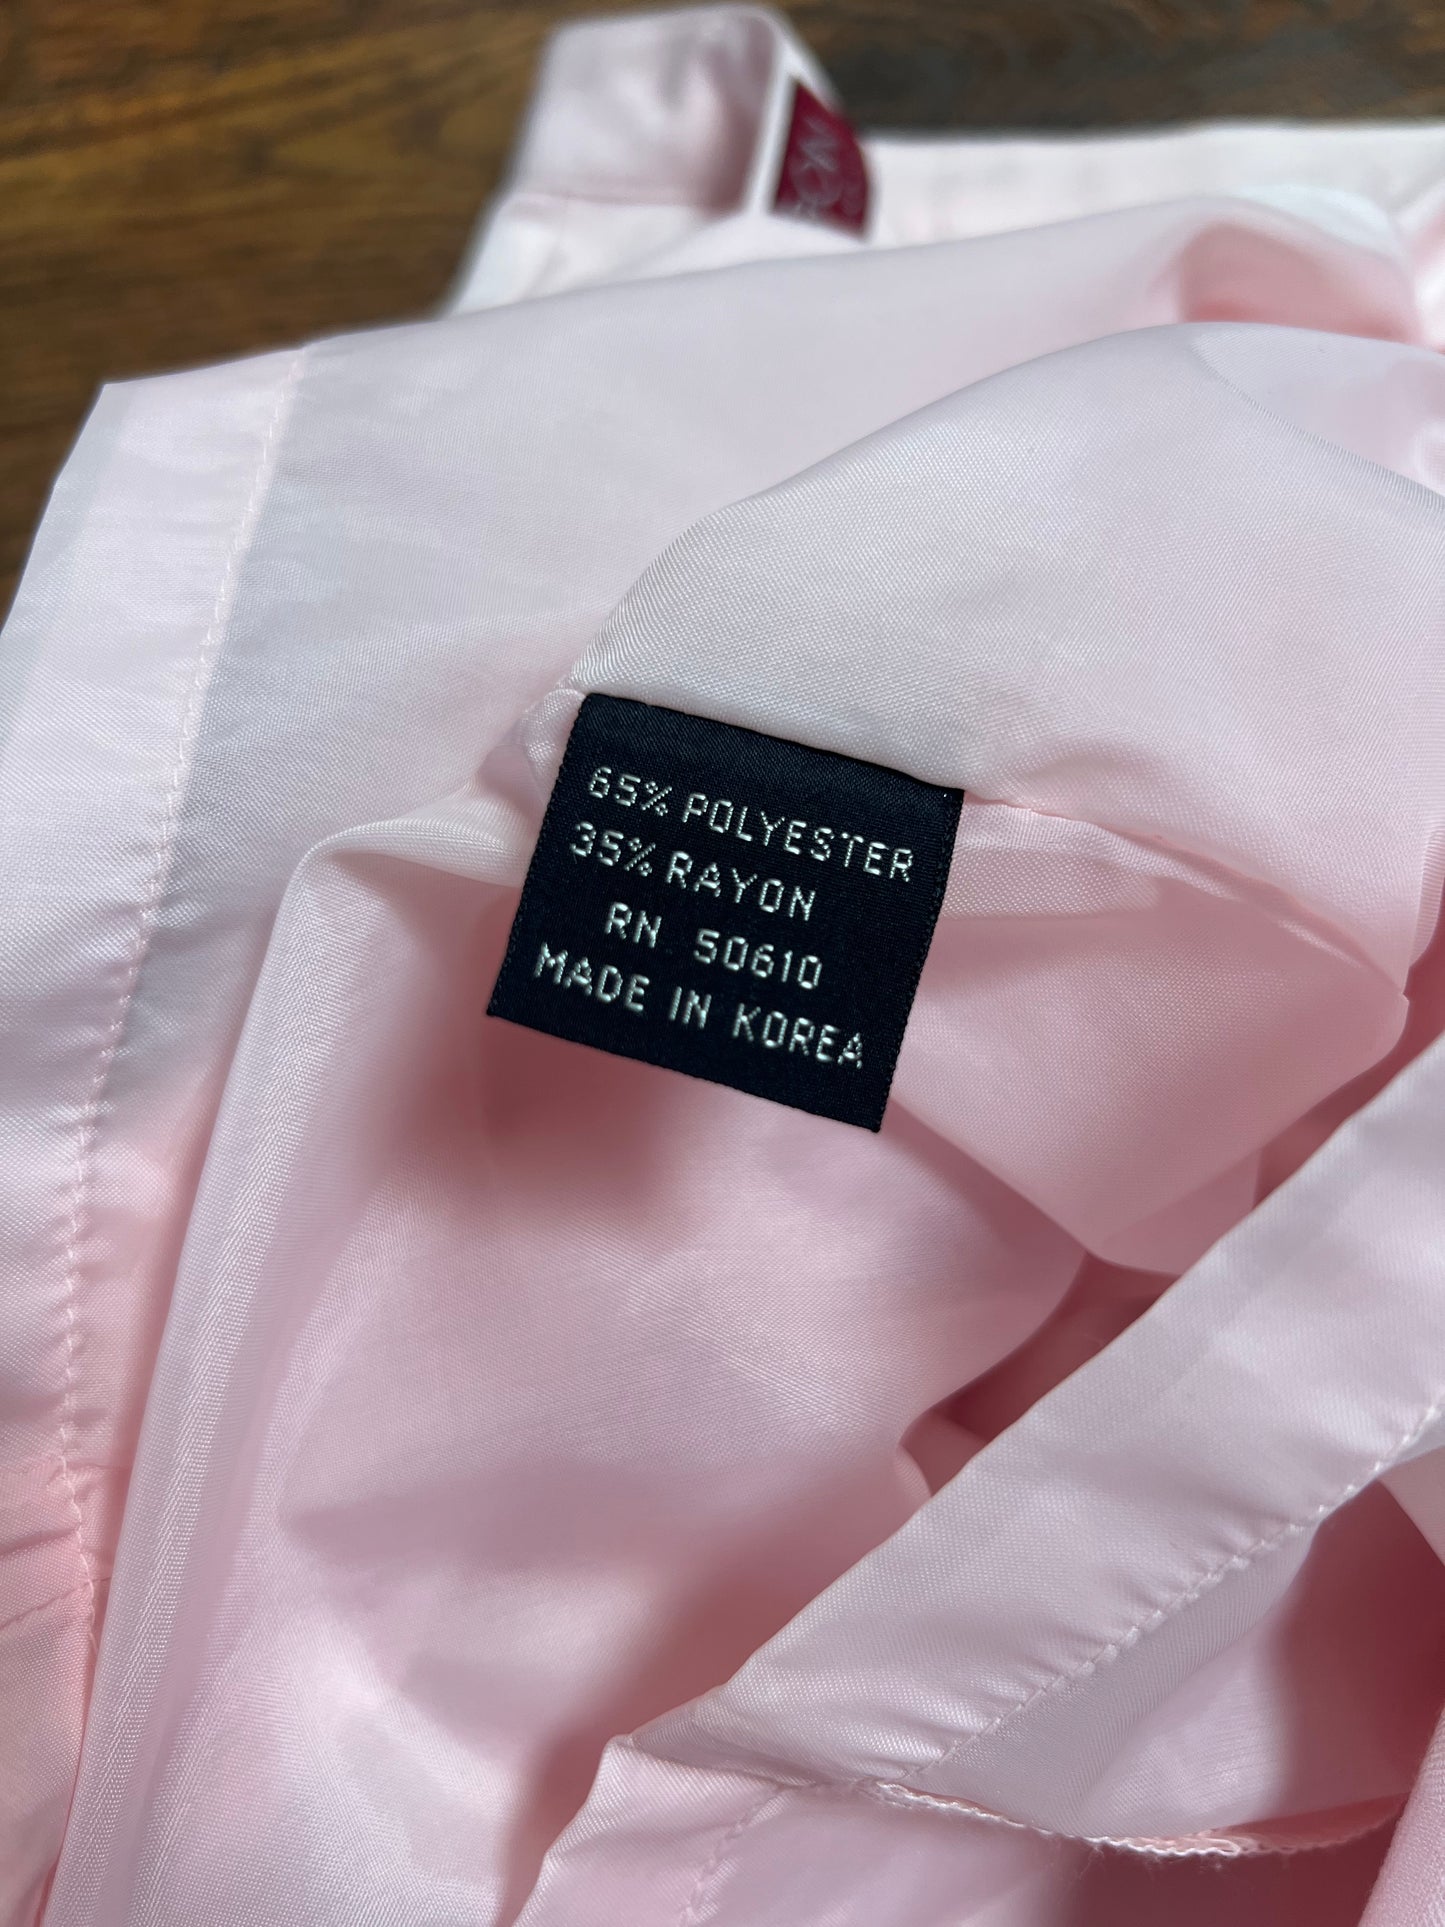 65% POLYESTER
35% RAYON
RN 50610
MADE IN KOREA